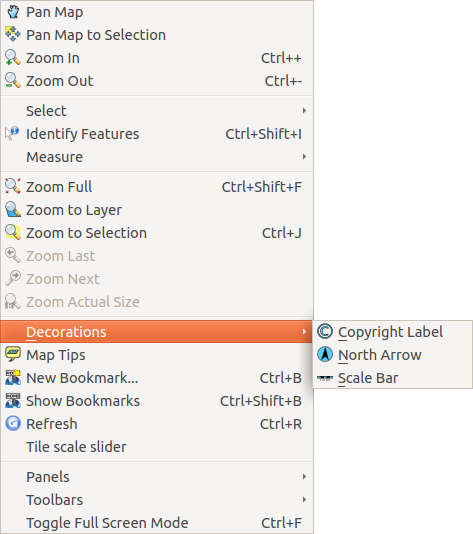 Pan Map
Pan Map to Selection
Zoom In Ctrl++
Zoom Out Ctrl+-
Select
Identify Features Ctrl+Shift+I
Measure
Zoom Full Ctrl+Shift+F
Zoom to Layer
Zoom to Selection Ctrl+J
Zoom Last
Zoom Next
Zoom Actual Size
Decorations
Copyright Label
North Arrow
Scale Bar
Map Tips
New Bookmark... Ctrl+B
Show Bookmarks Ctrl+Shift+B
Refresh Ctrl+R
Tile scale slider
Panels
Toolbars
Toggle Full Screen Mode Ctrl+F